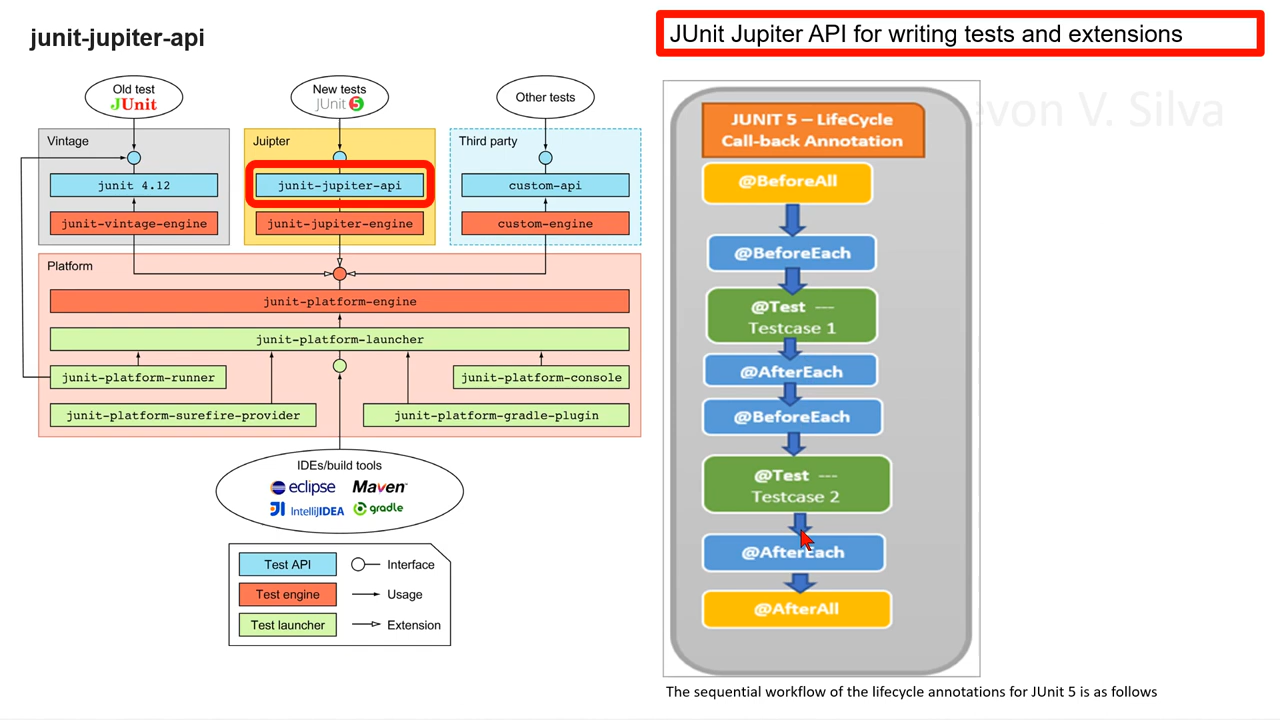 junit-jupiter-api
JUnit Jupiter API for writing tests and extensions
Old test
JUnit
New tests
JUnit 5
Other tests
Vintage
junit 4.12
junit-vintage-engine
Juipter
junit-jupiter-api
junit-jupiter-engine
Third party
custom-api
custom-engine
Platform
junit-platform-engine
junit-platform-launcher
junit-platform-runner
junit-platform-console
junit-platform-surefire-provider
junit-platform-gradle-plugin
IDEs/build tools
eclipse
Maven™
IJ IntelliJIDEA
gradle
Test API
Interface
Test engine
Usage
Test launcher
Extension
V. Silva
JUNIT 5 – LifeCycle
Call-back Annotation
@BeforeAll
@BeforeEach
@Test ---
Testcase 1
@AfterEach
@BeforeEach
@Test ---
Testcase 2
@AfterEach
@AfterAll
The sequential workflow of the lifecycle annotations for JUnit 5 is as follows